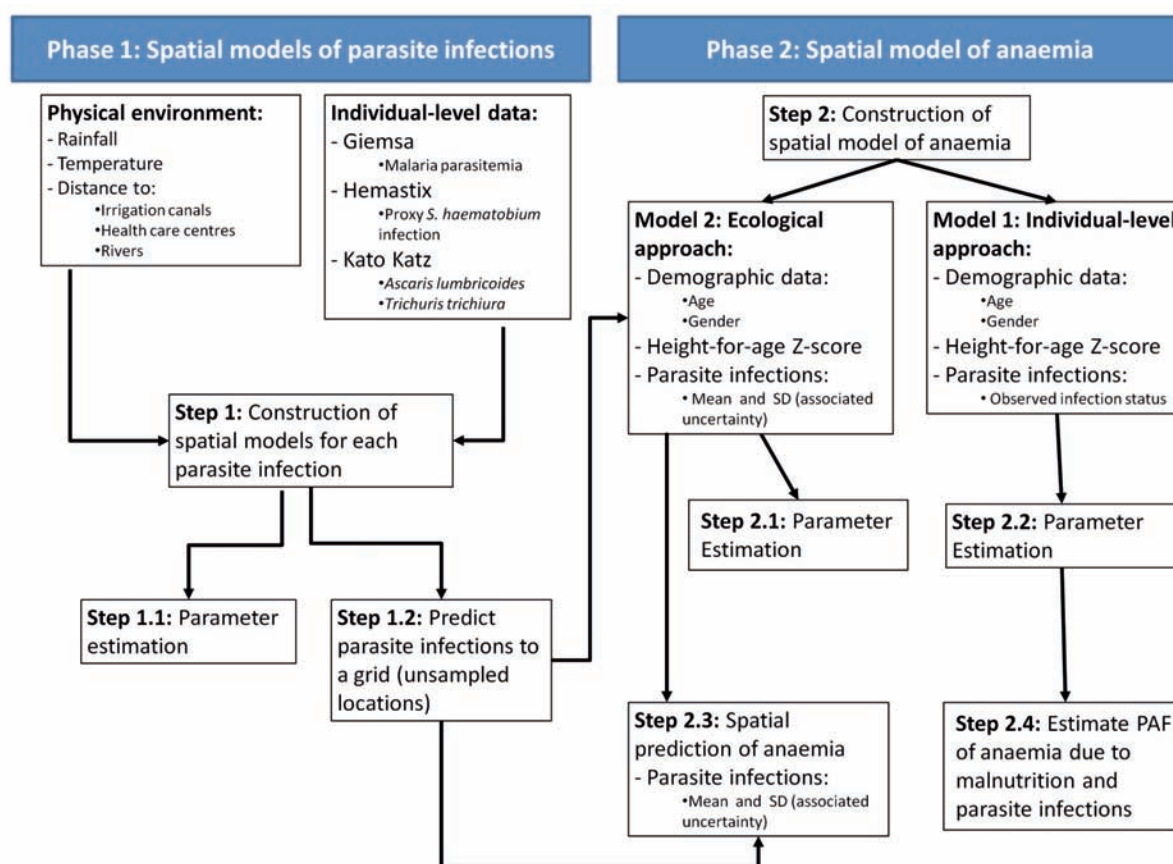 Phase 1: Spatial models of parasite infections
Phase 2: Spatial model of anaemia
Physical environment:
- Rainfall
- Temperature
- Distance to:
•Irrigation canals
•Health care centres
•Rivers
Individual-level data:
- Giemsa
•Malaria parasitemia
- Hemastix
•Proxy S. haematobium
infection
- Kato Katz
•Ascaris lumbricoides
•Trichuris trichiura
Step 1: Construction of
spatial models for each
parasite infection
Step 1.1: Parameter
estimation
Step 1.2: Predict
parasite infections to
a grid (unsampled
locations)
Step 2: Construction of
spatial model of anaemia
Model 2: Ecological
approach:
- Demographic data:
•Age
•Gender
- Height-for-age Z-score
- Parasite infections:
• Mean and SD (associated
uncertainty)
Model 1: Individual-level
approach:
- Demographic data:
•Age
•Gender
- Height-for-age Z-score
- Parasite infections:
•Observed infection status
Step 2.1: Parameter
Estimation
Step 2.2: Parameter
Estimation
Step 2.3: Spatial
prediction of anaemia
- Parasite infections:
•Mean and SD (associated
uncertainty)
Step 2.4: Estimate PAF
of anaemia due to
malnutrition and
parasite infections